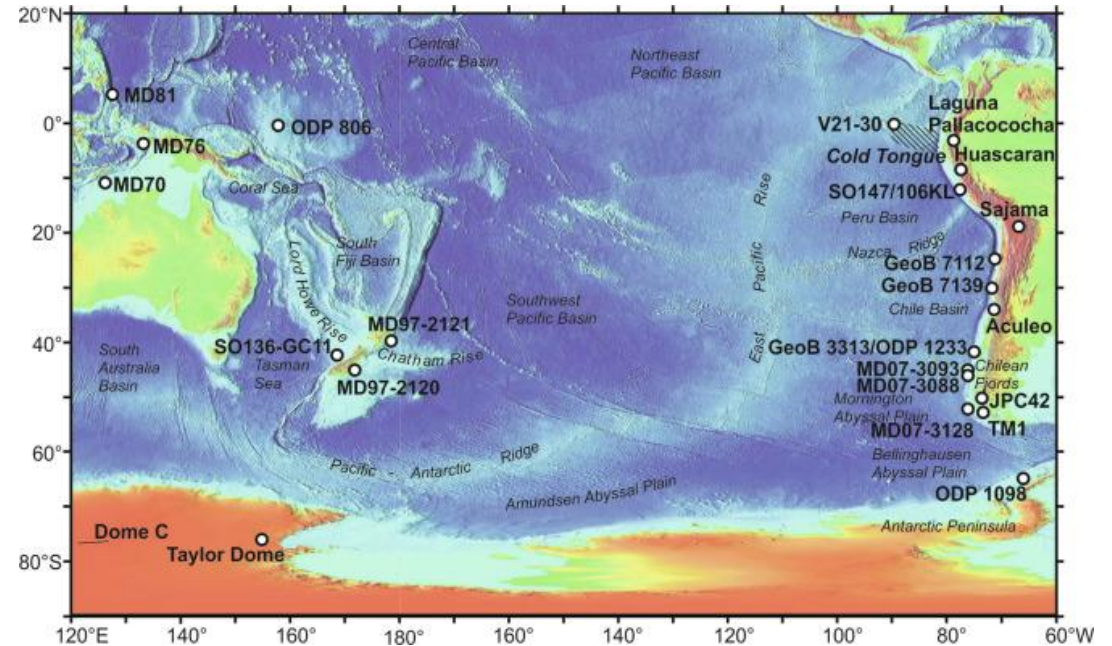 20°N
0°
20°
40°
60°
80°S
120°E
140°
160°
180°
160°
140°
120°
100°
80°
60°W
Central
Pacific Basin
Northeast
Pacific Basin
MD81
ODP 806
MD76
MD70
Coral Sea
V21-30
Laguna
Pallacococha
Cold Tongue
Huascaran
SO147/106KL
Peru Basin
Sajama
Nazca Ridge
GeoB 7112
GeoB 7139
Chile Basin
Aculeo
Lord Howe Rise
South
Fiji Basin
Southwest
Pacific Basin
East Pacific Rise
MD97-2121
Chatham Rise
SO136-GC11
Tasman
Sea
MD97-2120
South
Australia
Basin
GeoB 3313/ODP 1233
MD07-3093
Chilean
Fjords
MD07-3088
Mornington
Abyssal Plain
JPC42
MD07-3128
TM1
Bellinghausen
Abyssal Plain
Pacific - Antarctic Ridge
Amundsen Abyssal Plain
ODP 1098
Antarctic Peninsula
Dome C
Taylor Dome